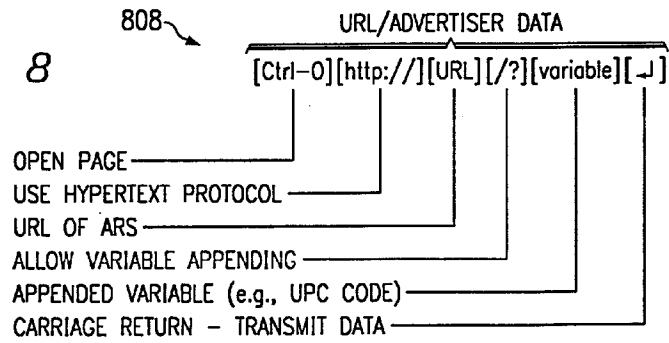 808
URL/ADVERTISER DATA
8
[Ctrl-O][http://][URL][/?][variable][↵]
OPEN PAGE
USE HYPERTEXT PROTOCOL
URL OF ARS
ALLOW VARIABLE APPENDING
APPENDED VARIABLE (e.g., UPC CODE)
CARRIAGE RETURN - TRANSMIT DATA